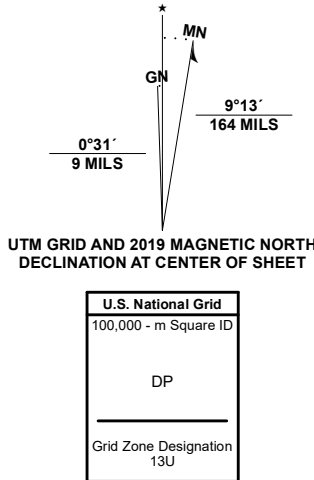 ★
MN
GN
9°13´
164 MILS
0°31´
9 MILS
UTM GRID AND 2019 MAGNETIC NORTH
DECLINATION AT CENTER OF SHEET
U.S. National Grid
100,000 - m Square ID
DP
Grid Zone Designation
13U